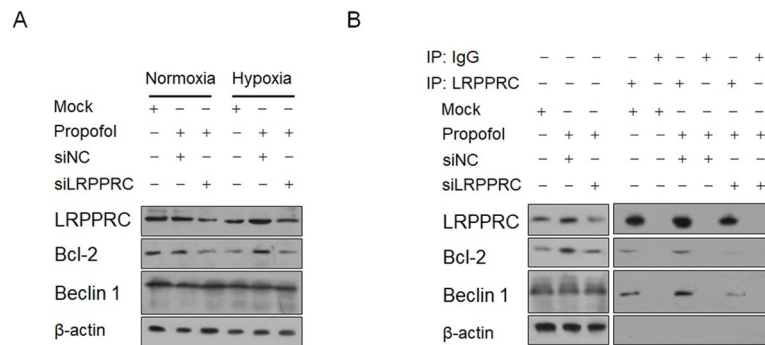 A
Normoxia Hypoxia
Mock + − − + − −
Propofol − + + − + +
siNC − + − − + −
siLRPPRC − − + − − +
LRPPRC
Bcl-2
Beclin 1
β-actin
B
IP: IgG − − − − + − + − +
IP: LRPPRC − − − + − + − + −
Mock + − − + + − − − −
Propofol − + + − − + + + +
siNC − + − − − + + − −
siLRPPRC − − + − − − − + +
LRPPRC
Bcl-2
Beclin 1
β-actin